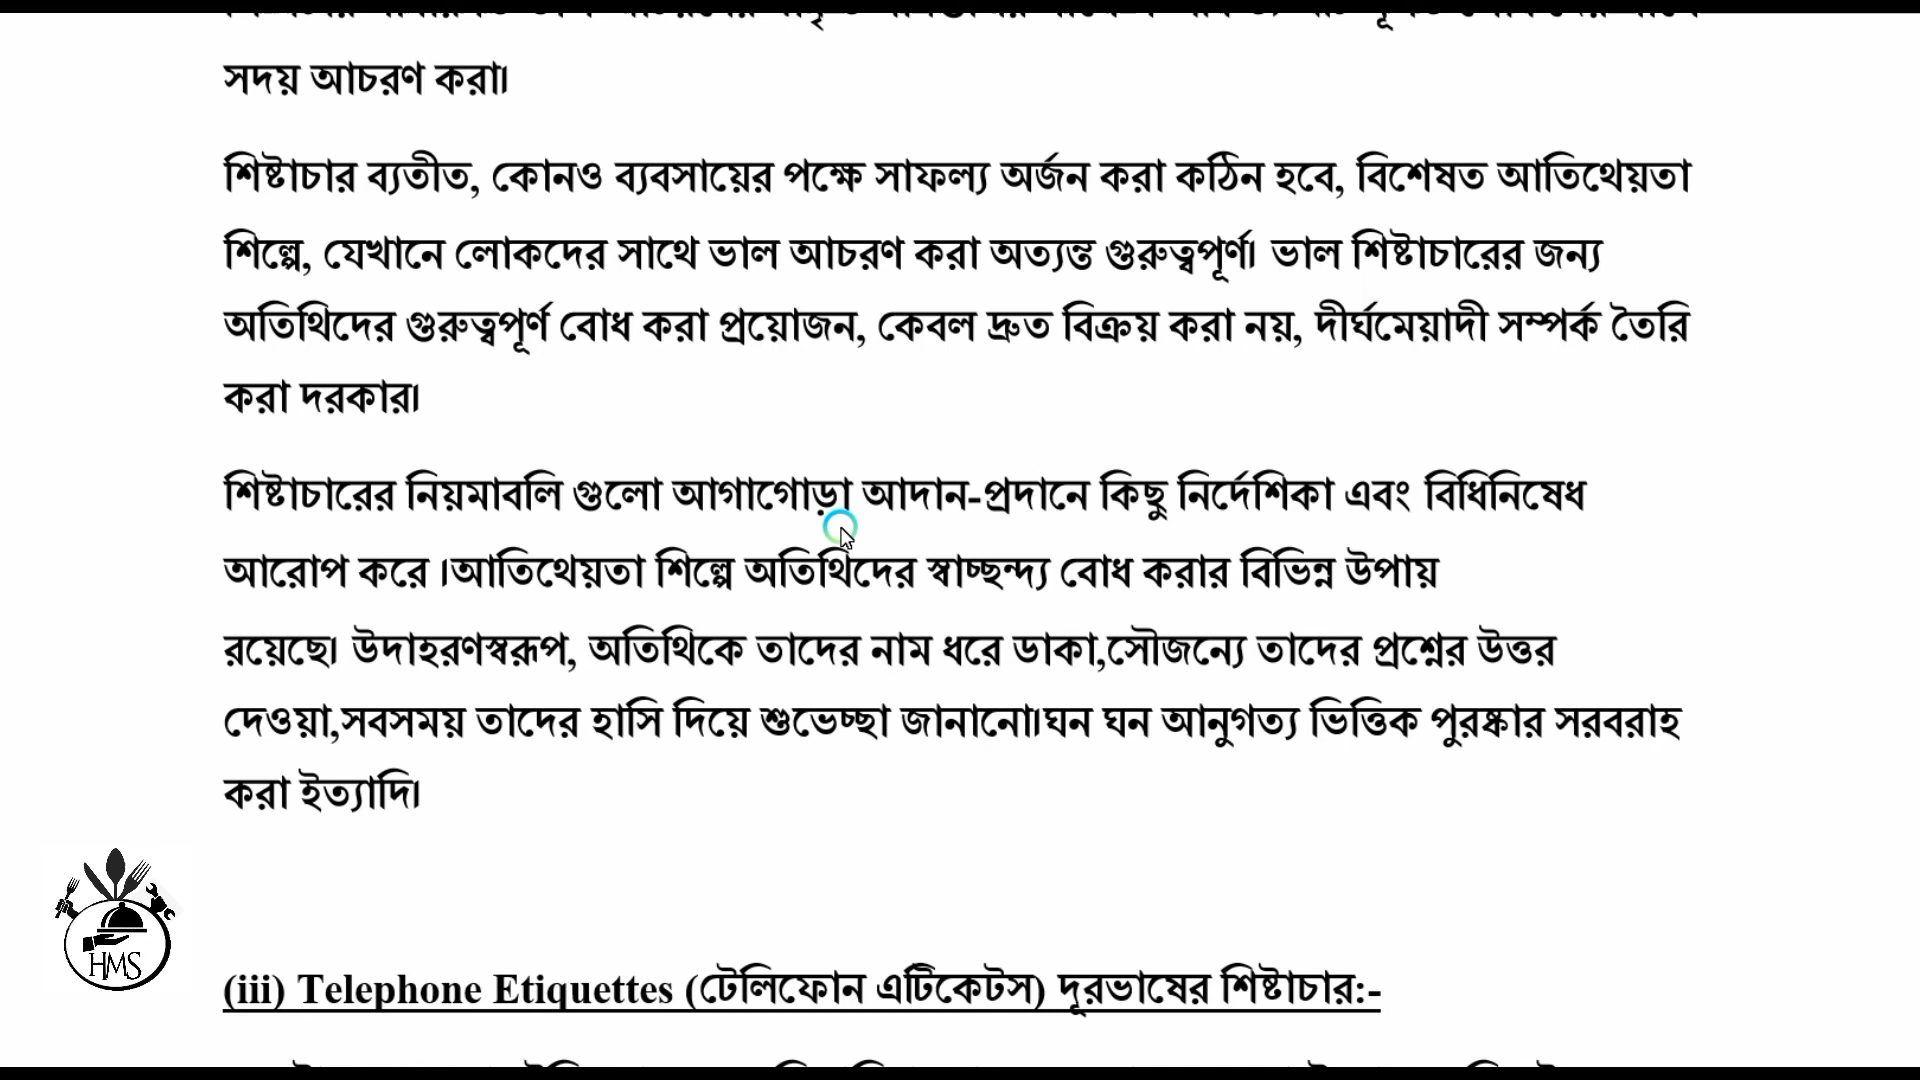 সদয় আচরণ করা।
শিষ্টাচার ব্যতীত, কোনও ব্যবসায়ের পক্ষে সাফল্য অর্জন করা কঠিন হবে, বিশেষত আতিথেয়তা
শিল্পে, যেখানে লোকদের সাথে ভাল আচরণ করা অত্যন্ত গুরুত্বপূর্ণ। ভাল শিষ্টাচারের জন্য
অতিথিদের গুরুত্বপূর্ণ বোধ করা প্রয়োজন, কেবল দ্রুত বিক্রয় করা নয়, দীর্ঘমেয়াদী সম্পর্ক তৈরি
করা দরকার।
শিষ্টাচারের নিয়মাবলি গুলো আগাগোড়া আদান-প্রদানে কিছু নির্দেশিকা এবং বিধিনিষেধ
আরোপ করে ।আতিথেয়তা শিল্পে অতিথিদের স্বাচ্ছন্দ্য বোধ করার বিভিন্ন উপায়
রয়েছে। উদাহরণস্বরূপ, অতিথিকে তাদের নাম ধরে ডাকা,সৌজন্যে তাদের প্রশ্নের উত্তর
দেওয়া,সবসময় তাদের হাসি দিয়ে শুভেচ্ছা জানানো।ঘন ঘন আনুগত্য ভিত্তিক পুরষ্কার সরবরাহ
করা ইত্যাদি।
HMS
(iii) Telephone Etiquettes (টেলিফোন এটিকেটস) দূরভাষের শিষ্টাচার:-